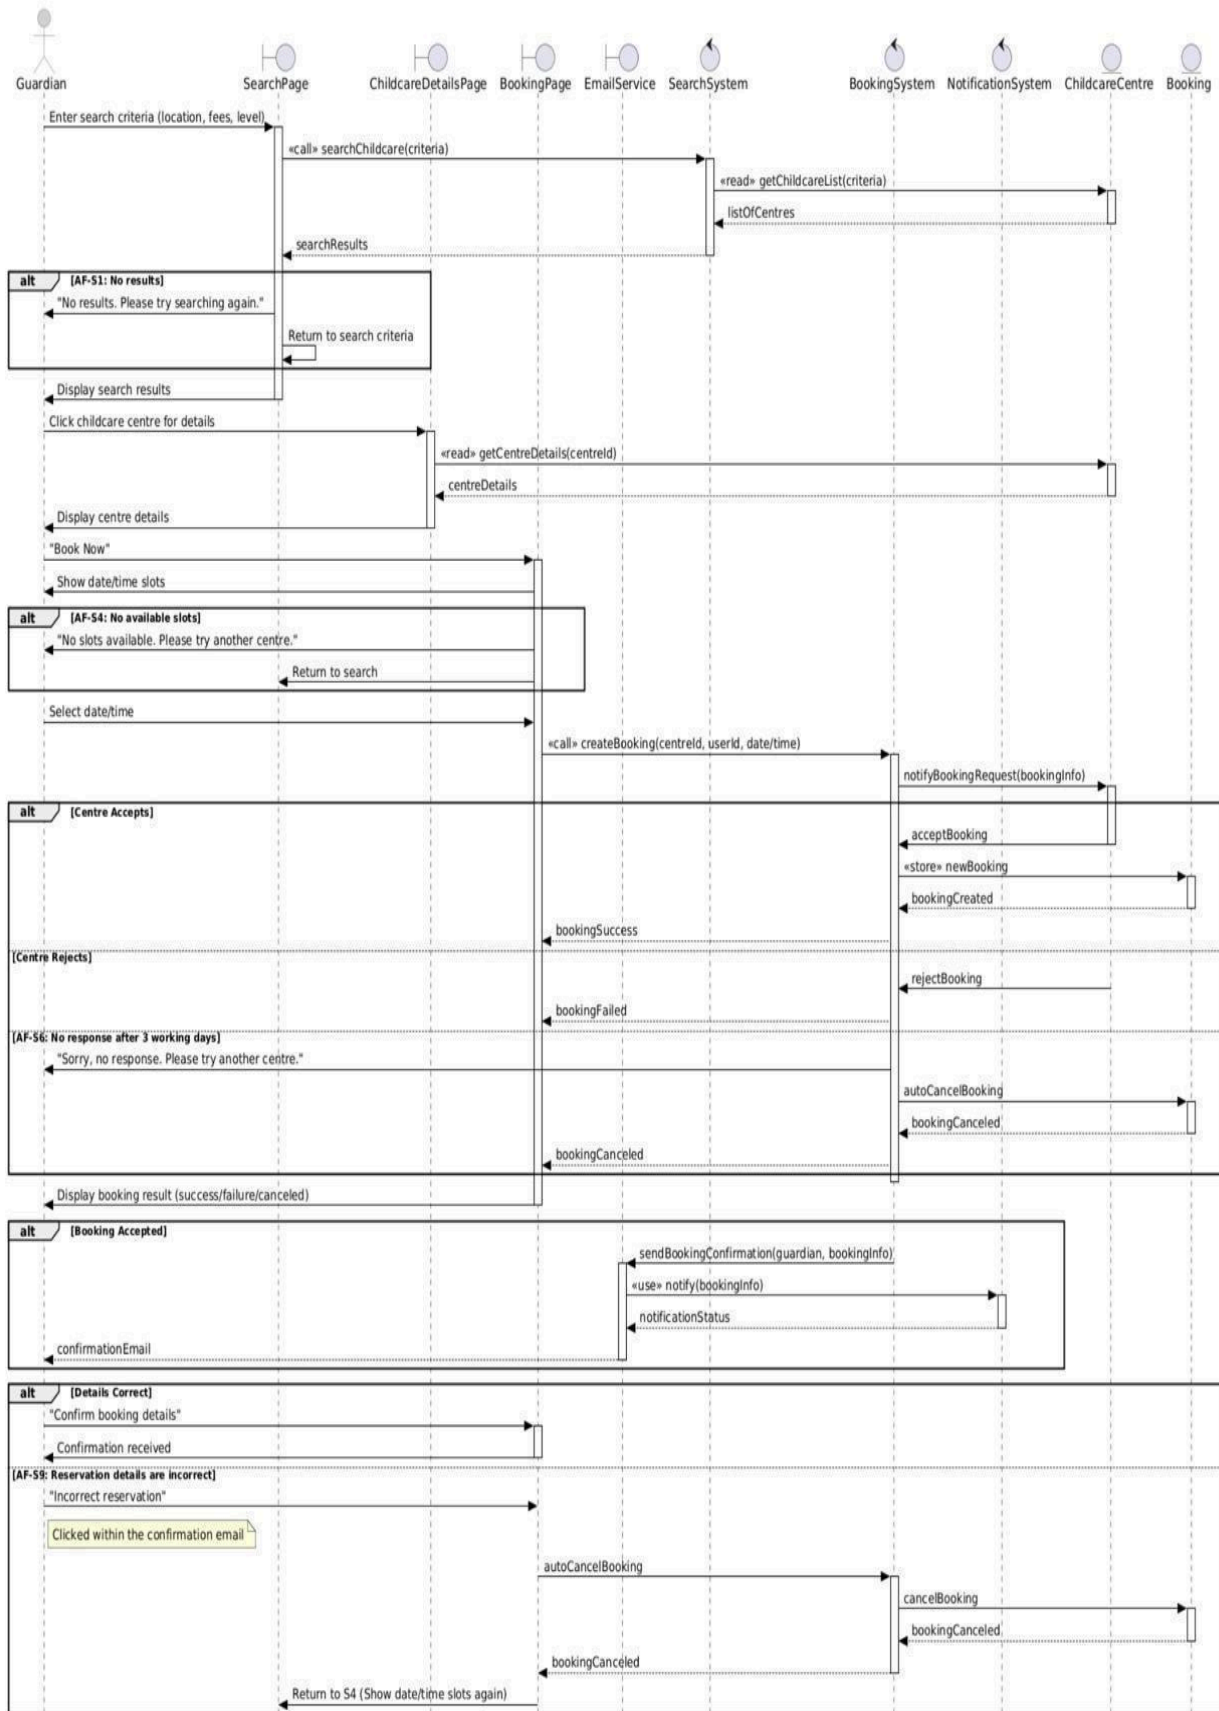 Guardian
SearchPage
ChildcareDetailsPage
BookingPage
EmailService
SearchSystem
BookingSystem
NotificationSystem
ChildcareCentre
Booking
Enter search criteria (location, fees, level)
«call» searchChildcare(criteria)
«read» getChildcareList(criteria)
listOfCentres
searchResults
alt [AF-S1: No results]
"No results. Please try searching again."
Return to search criteria
Display search results
Click childcare centre for details
«read» getCentreDetails(centreId)
centreDetails
Display centre details
"Book Now"
Show date/time slots
alt [AF-S4: No available slots]
"No slots available. Please try another centre."
Return to search
Select date/time
«call» createBooking(centreId, userId, date/time)
notifyBookingRequest(bookingInfo)
alt [Centre Accepts]
acceptBooking
«store» newBooking
bookingCreated
bookingSuccess
[Centre Rejects]
rejectBooking
bookingFailed
[AF-S6: No response after 3 working days]
"Sorry, no response. Please try another centre."
autoCancelBooking
bookingCanceled
bookingCanceled
Display booking result (success/failure/canceled)
alt [Booking Accepted]
sendBookingConfirmation(guardian, bookingInfo)
«use» notify(bookingInfo)
notificationStatus
confirmationEmail
alt [Details Correct]
"Confirm booking details"
Confirmation received
[AF-S9: Reservation details are incorrect]
"Incorrect reservation"
Clicked within the confirmation email
autoCancelBooking
cancelBooking
bookingCanceled
bookingCanceled
Return to S4 (Show date/time slots again)